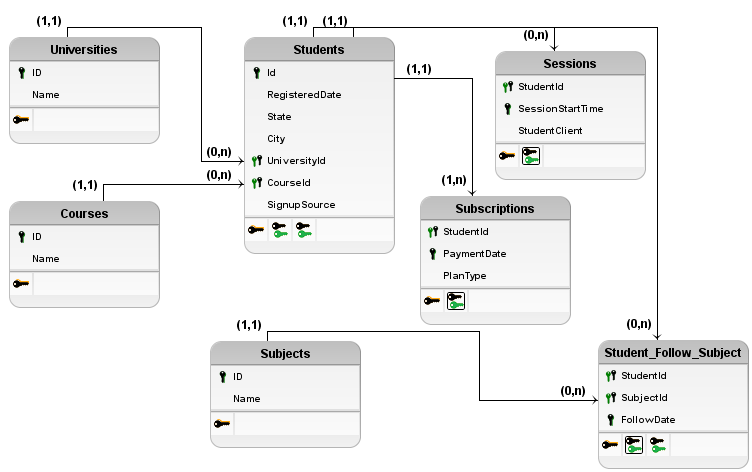 (1,1)
(1,1)
(1,1)
(0,n)
Universities
ID
Name
Students
Id
RegisteredDate
State
City
UniversityId
CourseId
SignupSource
Sessions
StudentId
SessionStartTime
StudentClient
(1,1)
(0,n)
(0,n)
(1,1)
(1,n)
Courses
ID
Name
Subscriptions
StudentId
PaymentDate
PlanType
(1,1)
(0,n)
Subjects
ID
Name
(0,n)
Student_Follow_Subject
StudentId
SubjectId
FollowDate